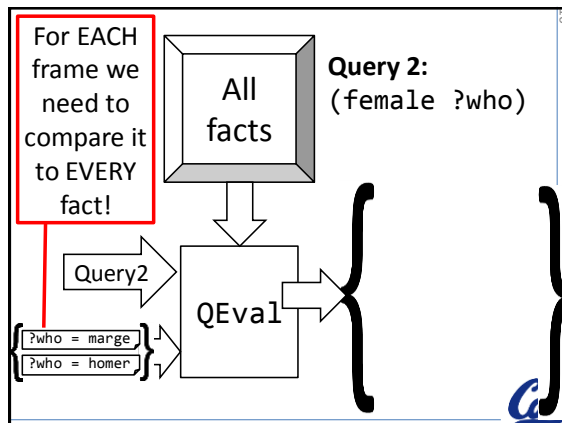 For EACH
frame we
need to
compare it
to EVERY
fact!
All
facts
Query 2:
(female ?who)
Query2
QEval
?who = marge
?who = homer